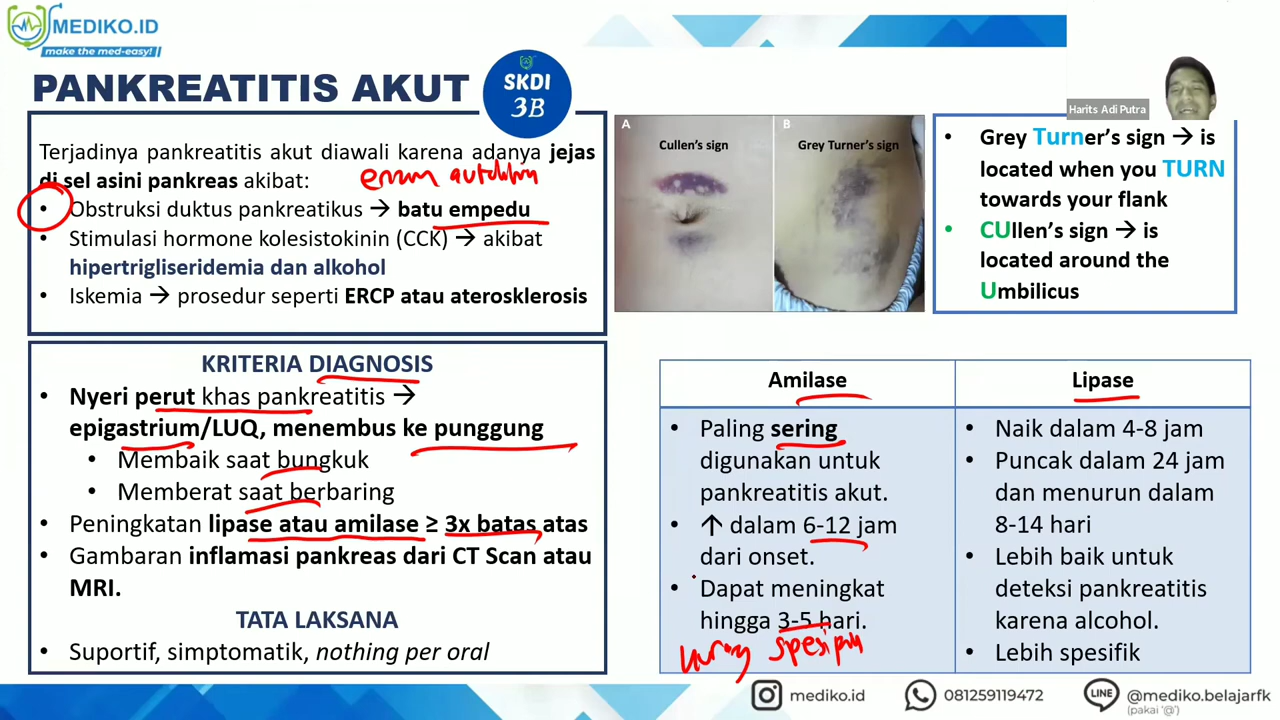 MEDIKO.ID
make the med-easy!
PANKREATITIS AKUT
SKDI
3B
Terjadinya pankreatitis akut diawali karena adanya jejas
di sel asini pankreas akibat:
• Obstruksi duktus pankreatikus → batu empedu
• Stimulasi hormone kolesistokinin (CCK) → akibat
hipertrigliseridemia dan alkohol
• Iskemia → prosedur seperti ERCP atau aterosklerosis
A
Cullen's sign
B
Grey Turner's sign
Harits Adi Putra
• Grey Turner's sign → is
located when you TURN
towards your flank
• CUllen's sign → is
located around the
Umbilicus
KRITERIA DIAGNOSIS
• Nyeri perut khas pankreatitis →
epigastrium/LUQ, menembus ke punggung
• Membaik saat bungkuk
• Memberat saat berbaring
• Peningkatan lipase atau amilase ≥ 3x batas atas
• Gambaran inflamasi pankreas dari CT Scan atau
MRI.
TATA LAKSANA
• Suportif, simptomatik, nothing per oral
Amilase
• Paling sering
digunakan untuk
pankreatitis akut.
• ↑ dalam 6-12 jam
dari onset.
• Dapat meningkat
hingga 3-5 hari.
Lipase
• Naik dalam 4-8 jam
• Puncak dalam 24 jam
dan menurun dalam
8-14 hari
• Lebih baik untuk
deteksi pankreatitis
karena alcohol.
• Lebih spesifik
mediko.id
081259119472
LINE
@mediko.belajarfk
(pakai '@')